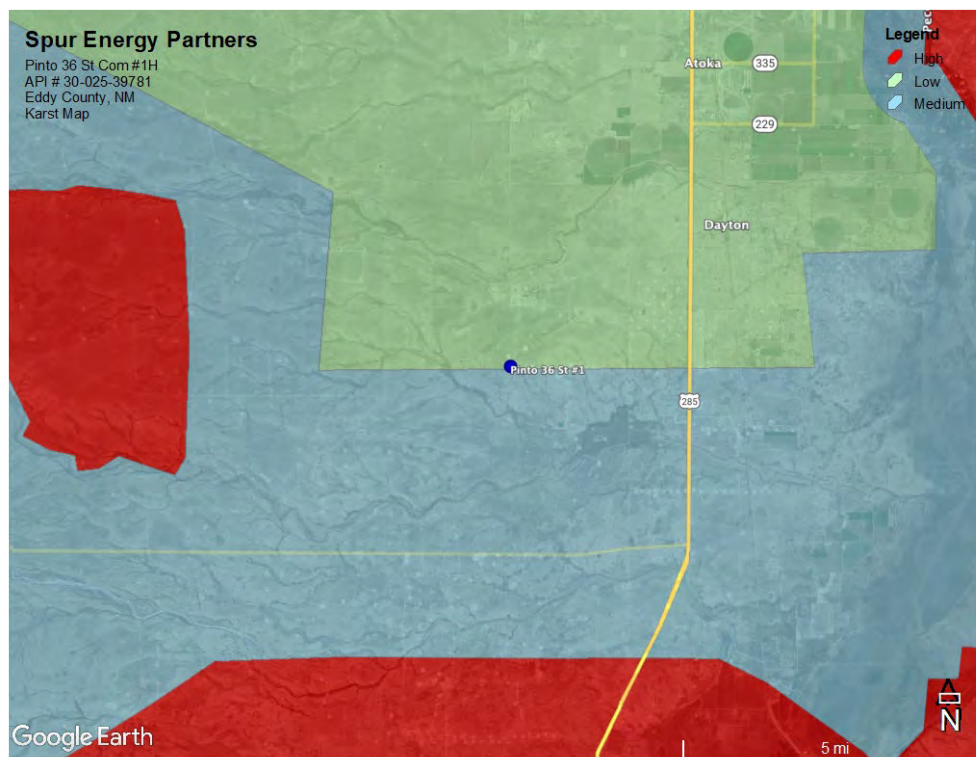 Spur Energy Partners
Pinto 36 St Com #1H
API # 30-025-39781
Eddy County, NM
Karst Map
Legend
High
Low
Medium
Atoka
335
229
Dayton
Pinto 36 St #1
285
Google Earth
5 mi
N